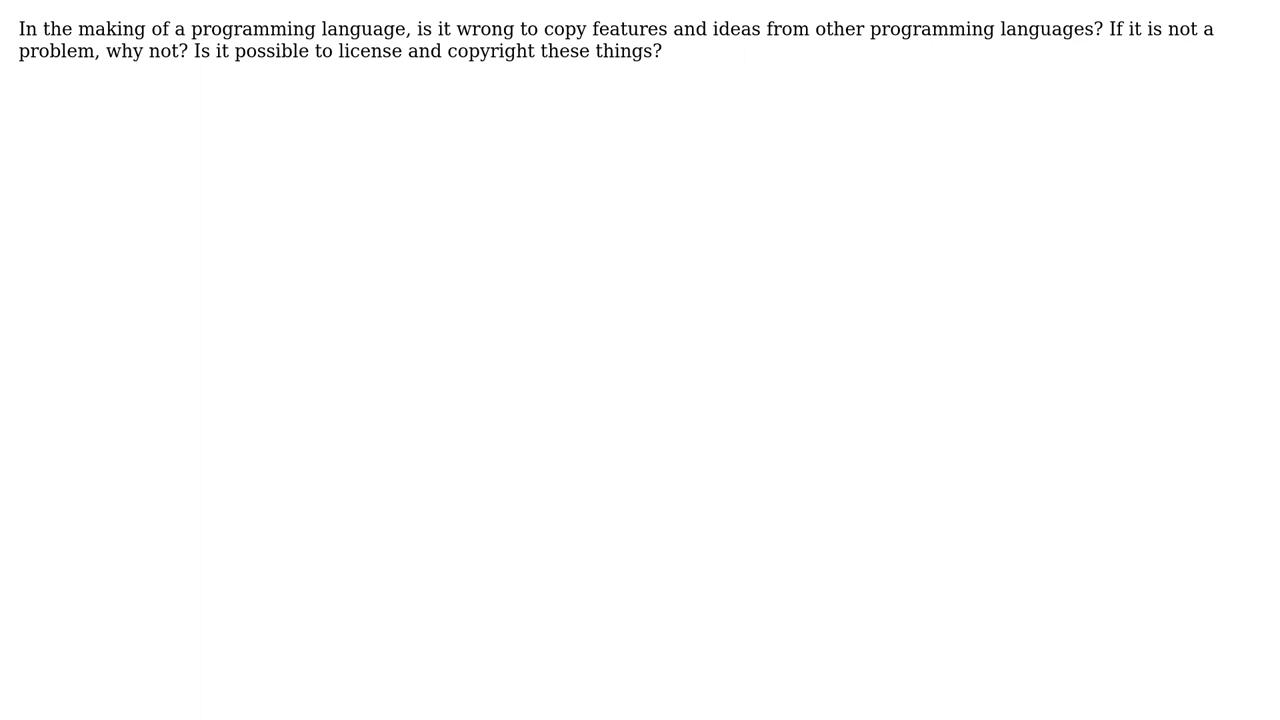 In the making of a programming language, is it wrong to copy features and ideas from other programming languages? If it is not a
problem, why not? Is it possible to license and copyright these things?